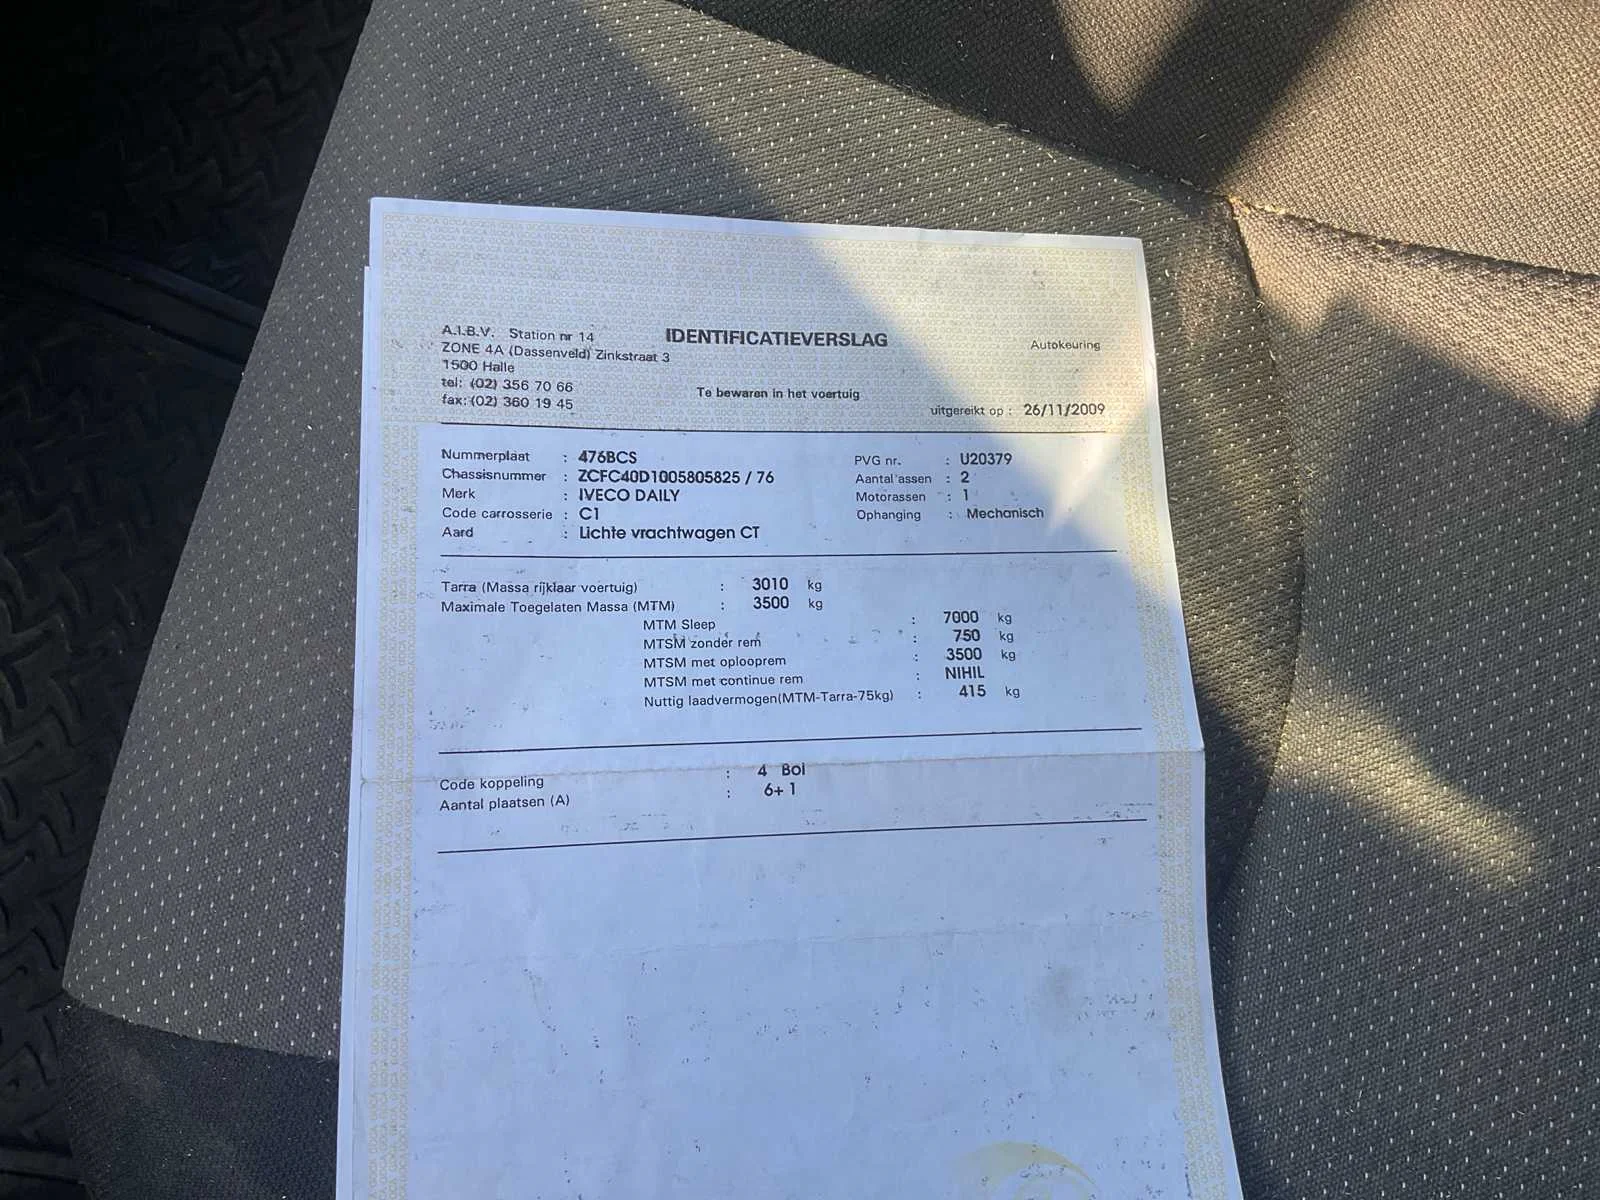 A.I.B.V. Station nr 14
ZONE 4A (Dassenveld) Zinkstraat 3
1500 Halle
tel: (02) 356 70 66
fax: (02) 360 19 45
IDENTIFICATIEVERSLAG
Te bewaren in het voertuig
Autokeuring
uitgereikt op : 26/11/2009
Nummerplaat : 476BCS
Chassisnummer : ZCFC40D1005805825 / 76
Merk : IVECO DAILY
Code carrosserie : C1
Aard : Lichte vrachtwagen CT
PVG nr. : U20379
Aantal assen : 2
Motorassen : 1
Ophanging : Mechanisch
Tarra (Massa rijklaar voertuig) : 3010 kg
Maximale Toegelaten Massa (MTM) : 3500 kg
MTM Sleep : 7000 kg
MTSM zonder rem : 750 kg
MTSM met oplooprem : 3500 kg
MTSM met continue rem : NIHIL
Nuttig laadvermogen(MTM-Tarra-75kg) : 415 kg
Code koppeling : 4 Bol
Aantal plaatsen (A) : 6+1